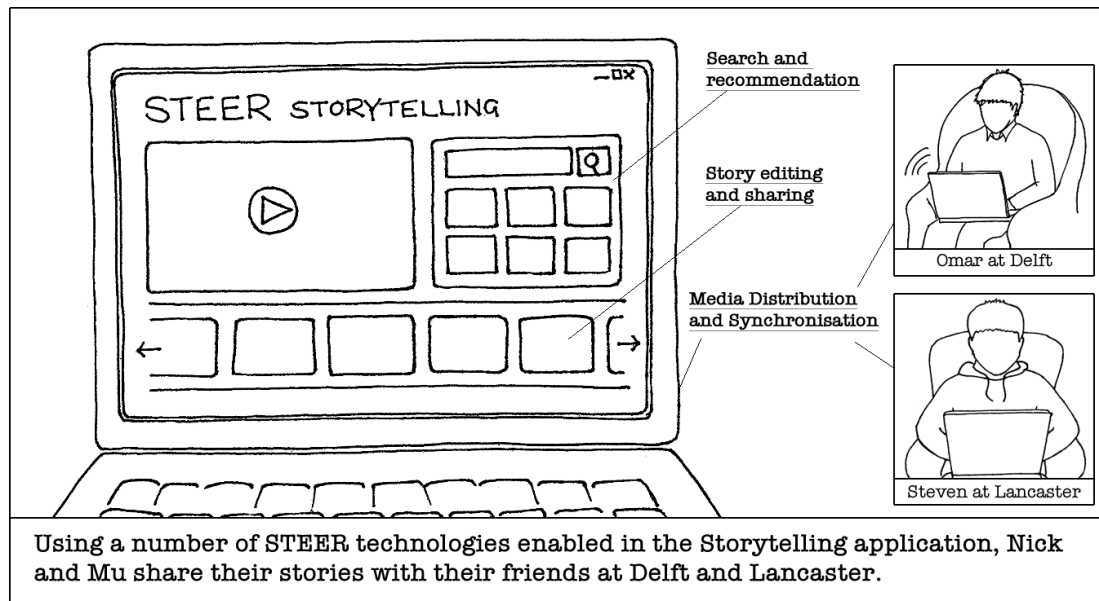 STEER STORYTELLING
Search and
recommendation
Story editing
and sharing
Media Distribution
and Synchronisation
Omar at Delft
Steven at Lancaster
Using a number of STEER technologies enabled in the Storytelling application, Nick
and Mu share their stories with their friends at Delft and Lancaster.